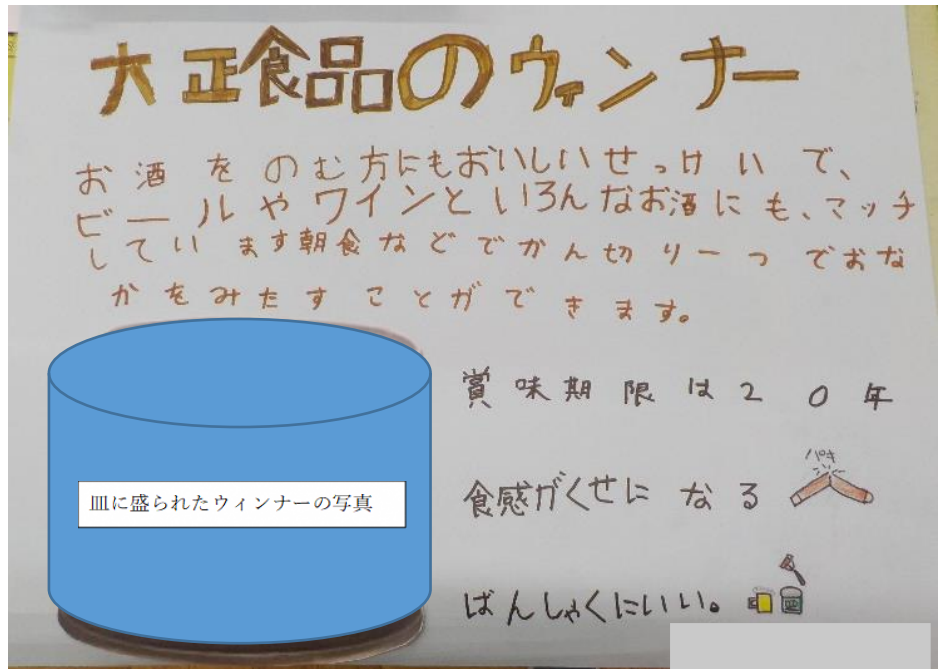 大正食品のウィンナー
お酒をのむ方にもおいしいせっけいで、
ビールやワインといろんなお酒にも、マッチ
しています朝食などでかん切り一つでおな
かをみたすことができます。
賞味期限は20年
パキ
食感がくせになる
皿に盛られたウィンナーの写真
ばんしゃくにいい。